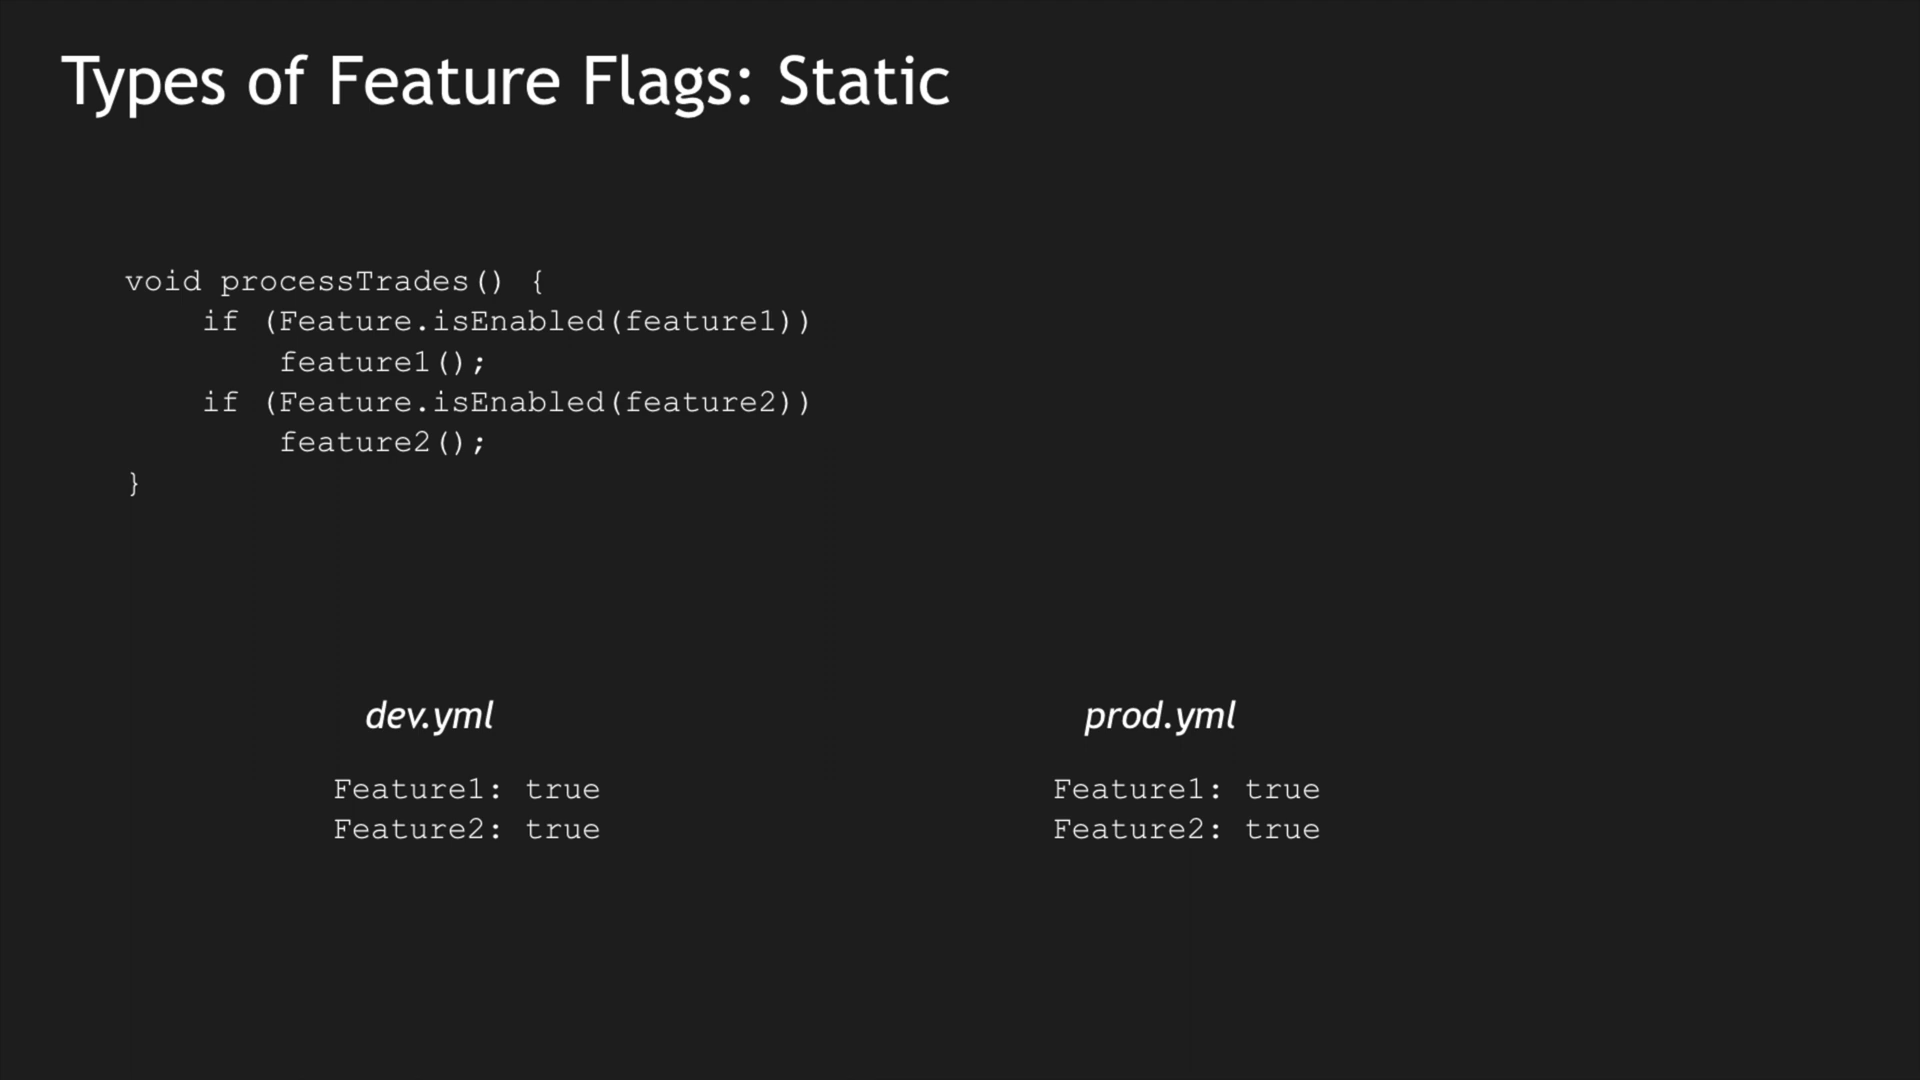 Types of Feature Flags: Static
void processTrades() {
if (Feature.isEnabled(feature1))
feature1();
if (Feature.isEnabled(feature2))
feature2();
}
dev.yml
Feature1: true
Feature2: true
prod.yml
Feature1: true
Feature2: true